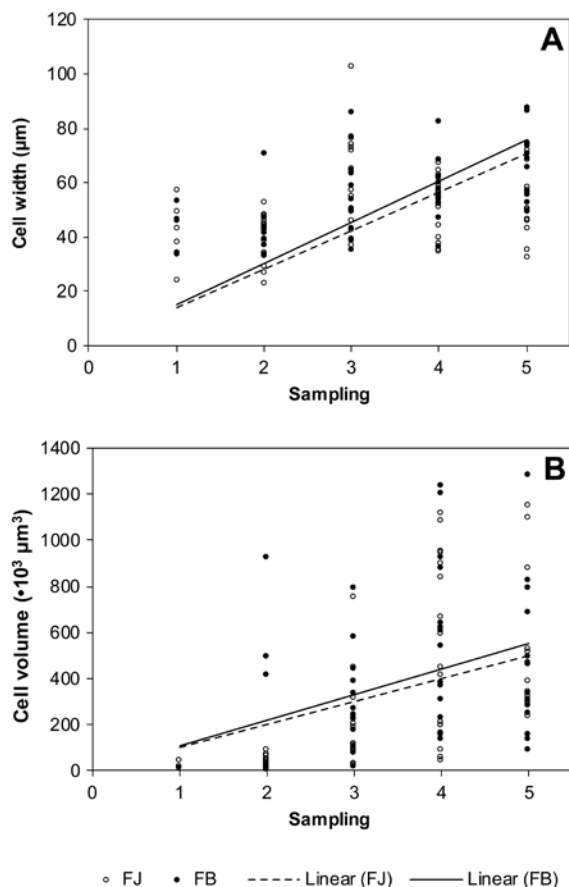 A
120
100
80
60
40
20
0
Cell width (µm)
0 1 2 3 4 5
Sampling
B
1400
1200
1000
800
600
400
200
0
Cell volume (•10³ µm³)
0 1 2 3 4 5
Sampling
FJ FB Linear (FJ) Linear (FB)